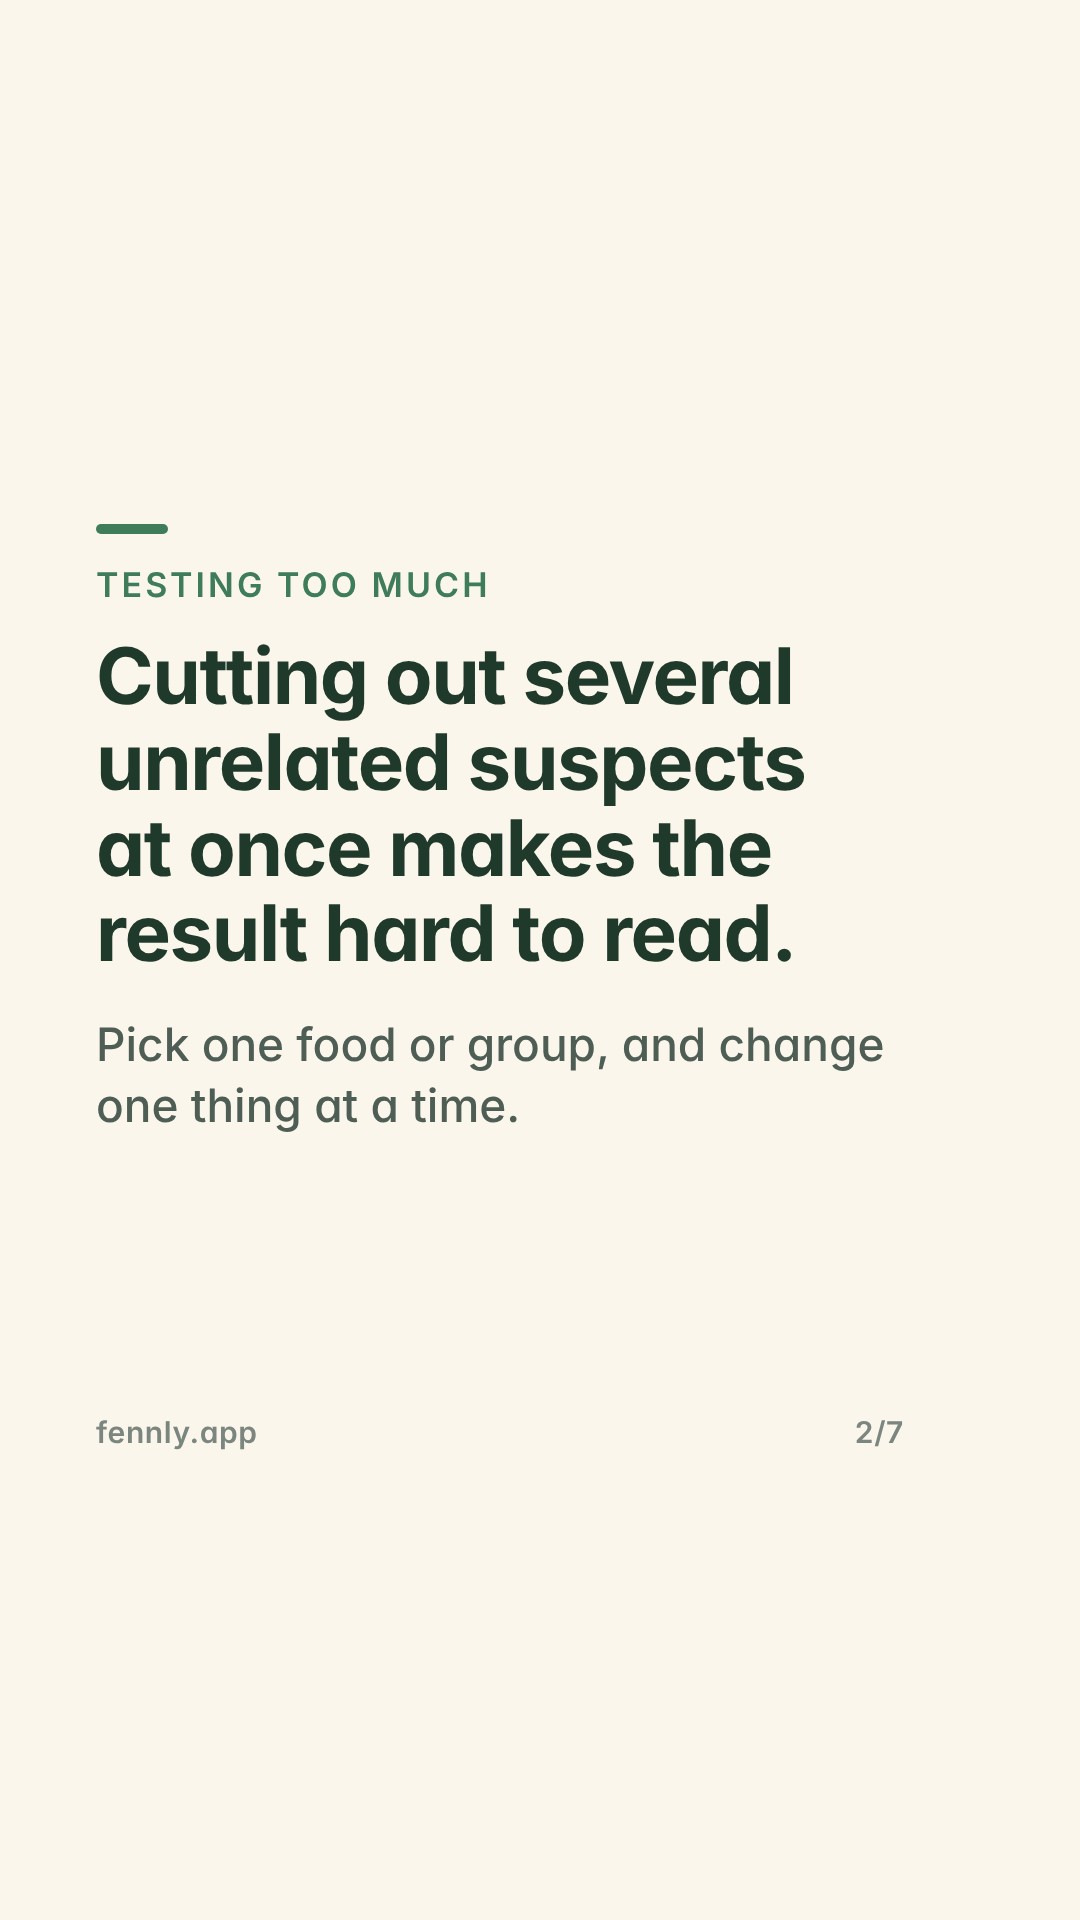 TESTING TOO MUCH
Cutting out several
unrelated suspects
at once makes the
result hard to read.
Pick one food or group, and change
one thing at a time.
fennly.app
2/7